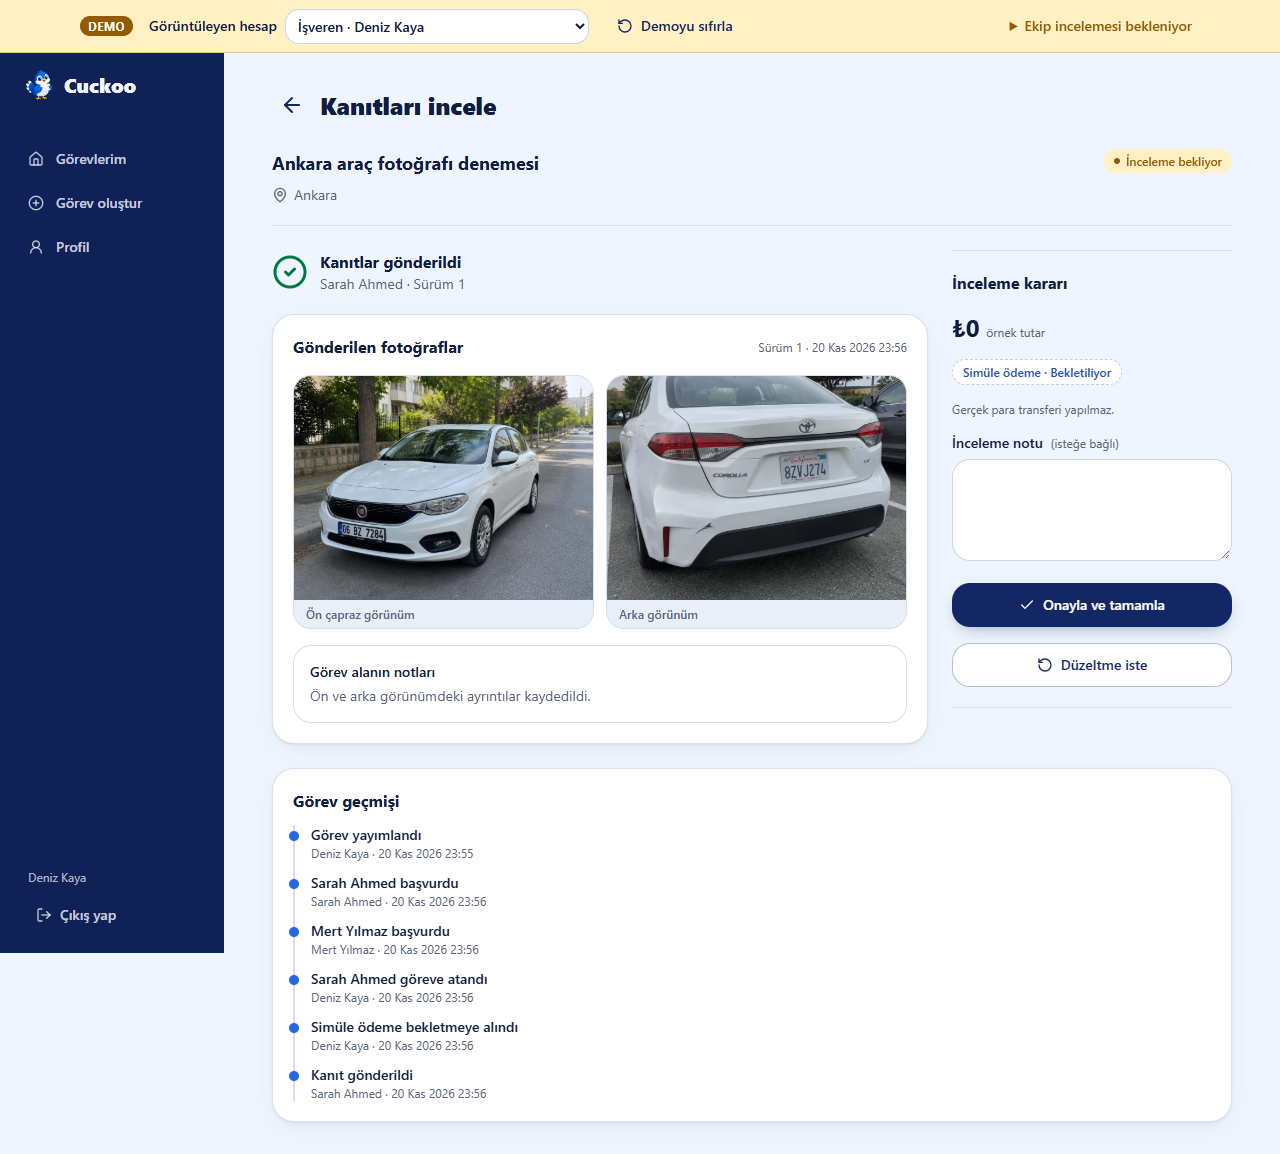 DEMO
Görüntüleyen hesap
İşveren · Deniz Kaya
Demoyu sıfırla
Ekip incelemesi bekleniyor
Cuckoo
Görevlerim
Görev oluştur
Profil
Deniz Kaya
Çıkış yap
Kanıtları incele
Ankara araç fotoğrafı denemesi
İnceleme bekliyor
Ankara
Kanıtlar gönderildi
Sarah Ahmed · Sürüm 1
Gönderilen fotoğraflar
Sürüm 1 · 20 Kas 2026 23:56
06 BZ 7284
California
8ZVJ274
COROLLA
Ön çapraz görünüm
Arka görünüm
Görev alanın notları
Ön ve arka görünümdeki ayrıntılar kaydedildi.
İnceleme kararı
₺0 örnek tutar
Simüle ödeme · Bekletiliyor
Gerçek para transferi yapılmaz.
İnceleme notu (isteğe bağlı)
Onayla ve tamamla
Düzeltme iste
Görev geçmişi
Görev yayımlandı
Deniz Kaya · 20 Kas 2026 23:55
Sarah Ahmed başvurdu
Sarah Ahmed · 20 Kas 2026 23:56
Mert Yılmaz başvurdu
Mert Yılmaz · 20 Kas 2026 23:56
Sarah Ahmed göreve atandı
Deniz Kaya · 20 Kas 2026 23:56
Simüle ödeme bekletmeye alındı
Deniz Kaya · 20 Kas 2026 23:56
Kanıt gönderildi
Sarah Ahmed · 20 Kas 2026 23:56